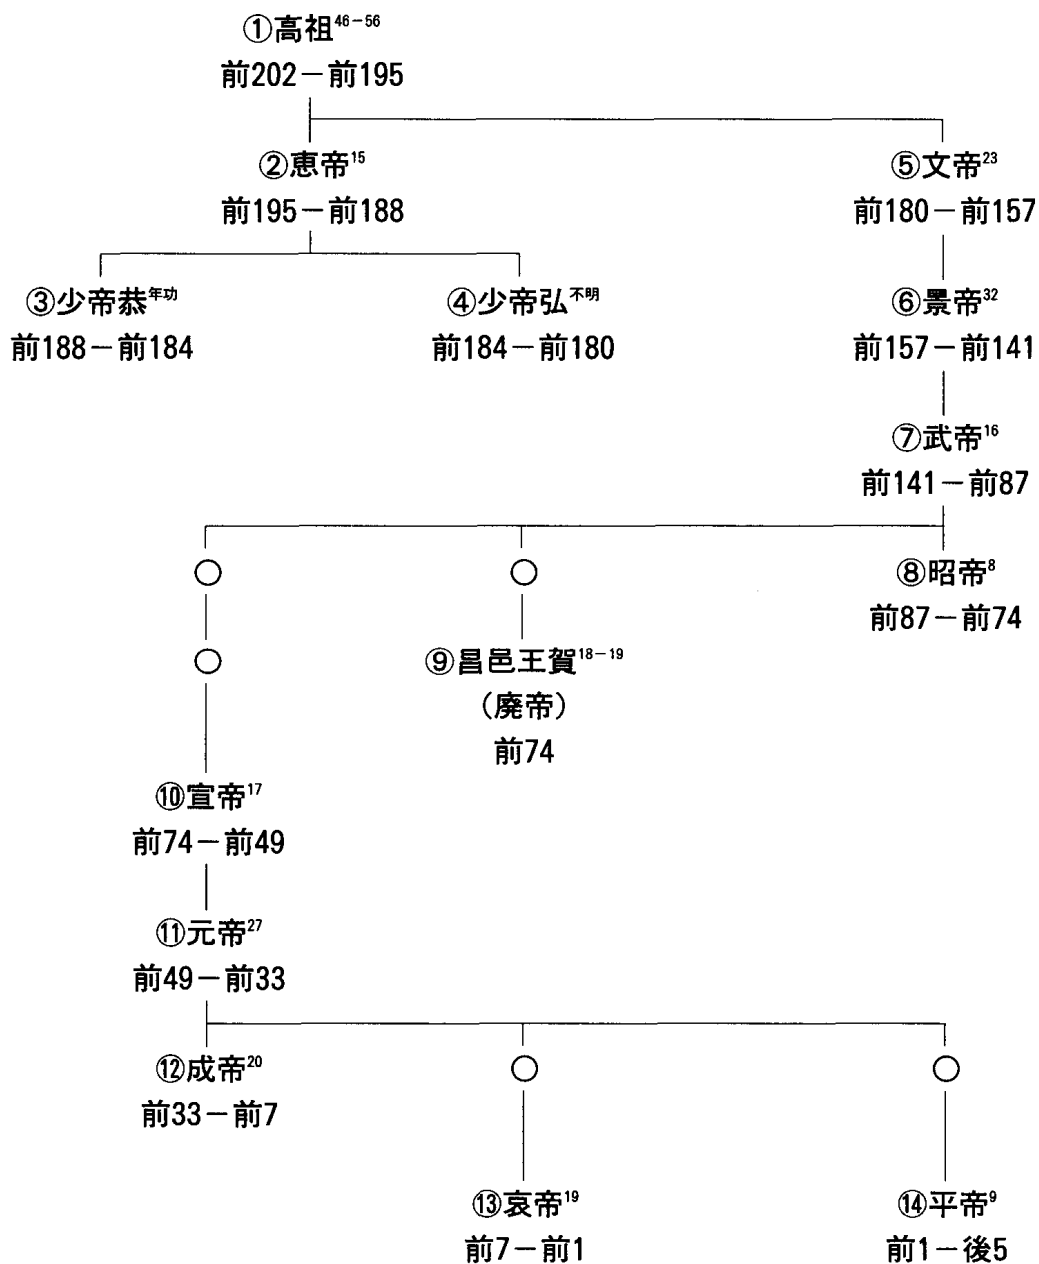 ①高祖46-56
前202-前195
②恵帝15
前195-前188
⑤文帝23
前180-前157
③少帝恭年功
前188-前184
④少帝弘不明
前184-前180
⑥景帝32
前157-前141
⑦武帝16
前141-前87
⑧昭帝8
前87-前74
⑨昌邑王賀18-19
(廃帝)
前74
⑩宣帝17
前74-前49
⑪元帝27
前49-前33
⑫成帝20
前33-前7
⑬哀帝19
前7-前1
⑭平帝9
前1-後5